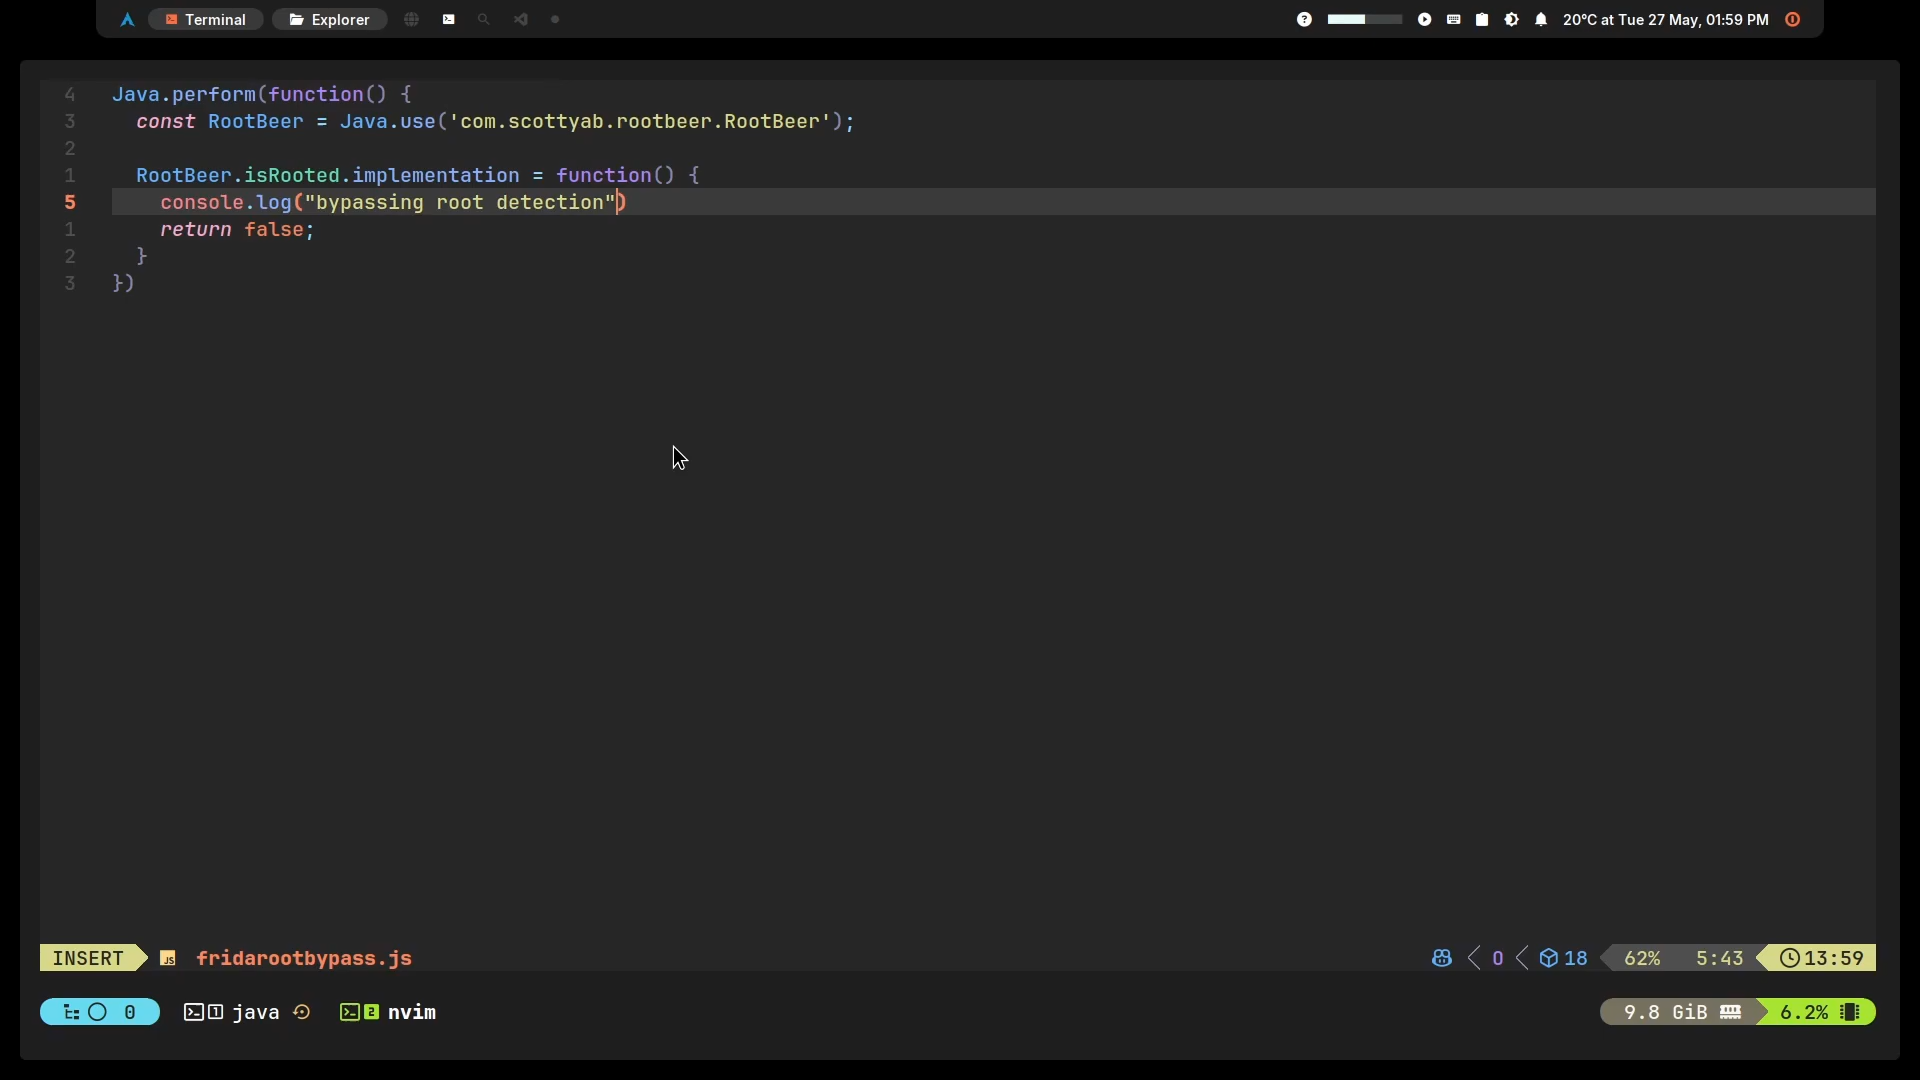 Terminal Explorer 20°C at Tue 27 May, 01:59 PM
4 Java.perform(function() {
3 const RootBeer = Java.use('com.scottyab.rootbeer.RootBeer');
2
1 RootBeer.isRooted.implementation = function() {
5 console.log("bypassing root detection")
1 return false;
2 }
3 })
INSERT JS fridarootbypass.js 0 18 62% 5:43 13:59
0 1 java 2 nvim 9.8 GiB 6.2%